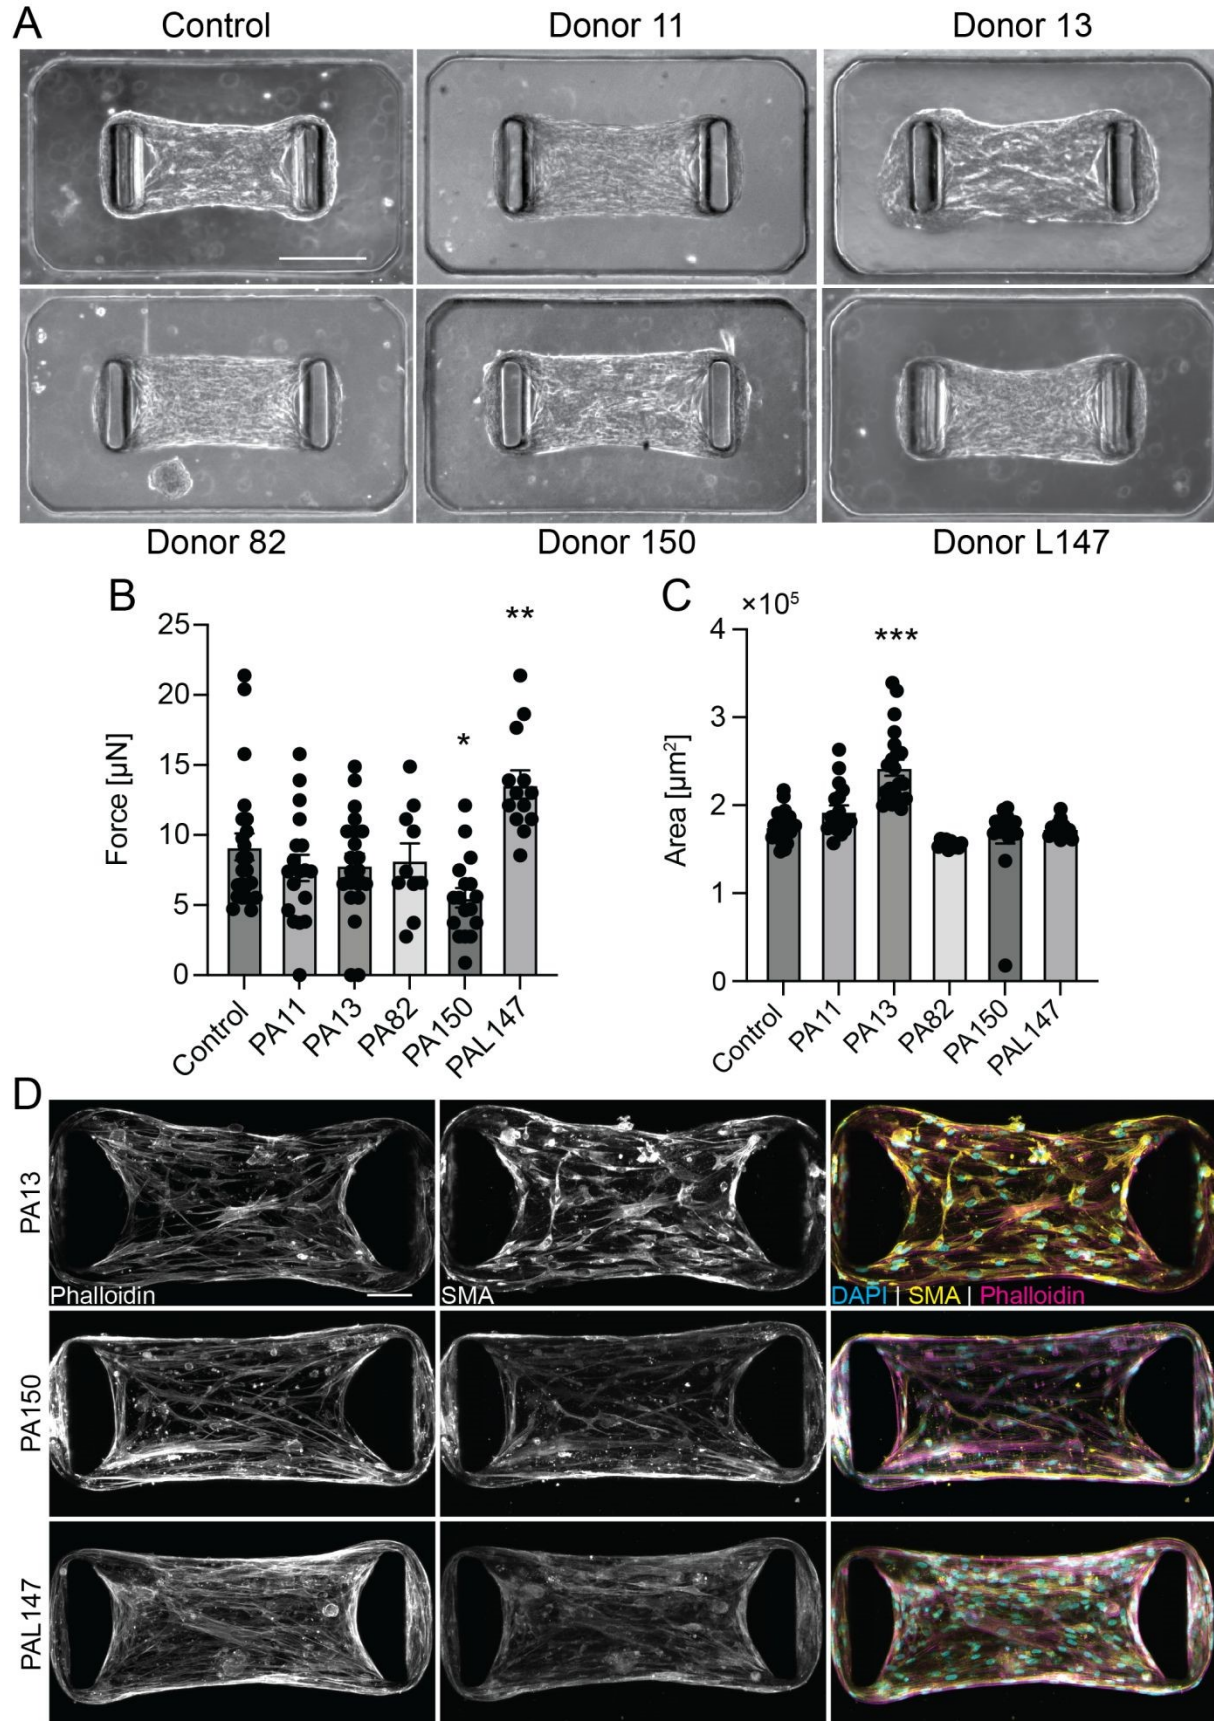 A
Control
Donor 11
Donor 13
Donor 82
Donor 150
Donor L147
B
Force [µN]
25
20
15
10
5
0
*
**
Control
PA11
PA13
PA82
PA150
PAL147
C
×10⁵
Area [µm²]
4
3
2
1
0
***
Control
PA11
PA13
PA82
PA150
PAL147
D
PA13
Phalloidin
SMA
DAPI | SMA | Phalloidin
PA150
PAL147